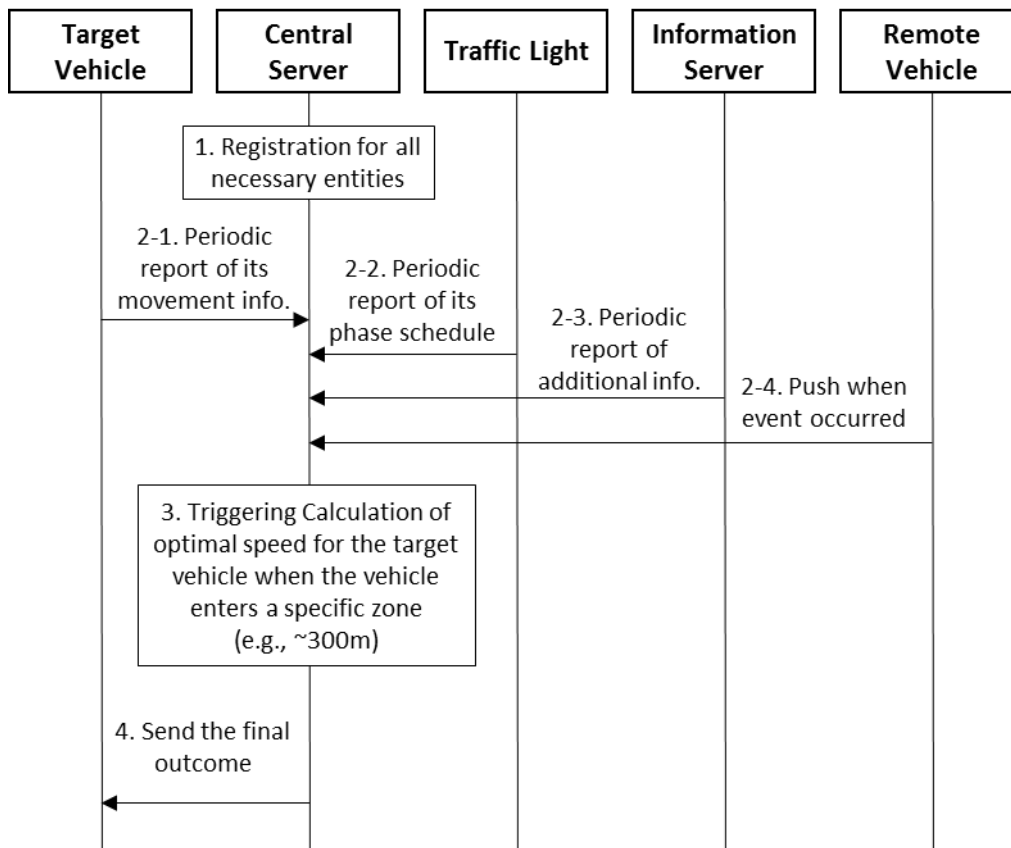 Target
Vehicle
Central
Server
Traffic Light
Information
Server
Remote
Vehicle
1. Registration for all
necessary entities
2-1. Periodic
report of its
movement info.
2-2. Periodic
report of its
phase schedule
2-3. Periodic
report of
additional info.
2-4. Push when
event occurred
3. Triggering Calculation of
optimal speed for the target
vehicle when the vehicle
enters a specific zone
(e.g., ~300m)
4. Send the final
outcome